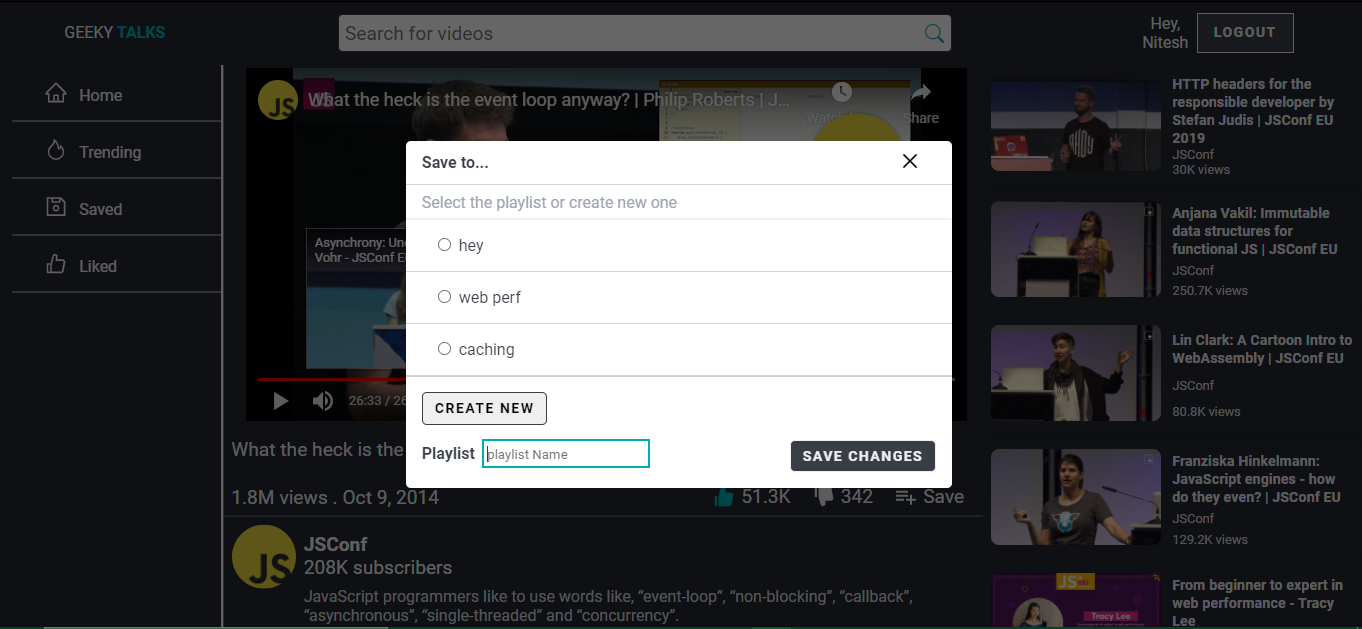 GEEKY TALKS
Search for videos
Hey,
Nitesh
LOGOUT
Home
Trending
Saved
Liked
JS
What the heck is the event loop anyway? | Philip Roberts | J...
Share
Asynchrony: Un
Vohr - JSConf E
26:33 / 26
Save to...
Select the playlist or create new one
hey
web perf
caching
CREATE NEW
Playlist
playlist Name
SAVE CHANGES
What the heck is the
1.8M views . Oct 9, 2014
51.3K
342
Save
JS
JSConf
208K subscribers
JavaScript programmers like to use words like, “event-loop”, “non-blocking”, “callback”,
“asynchronous”, “single-threaded” and “concurrency”.
HTTP headers for the
responsible developer by
Stefan Judis | JSConf EU
2019
JSConf
30K views
Anjana Vakil: Immutable
data structures for
functional JS | JSConf EU
JSConf
250.7K views
Lin Clark: A Cartoon Intro to
WebAssembly | JSConf EU
JSConf
80.8K views
Franziska Hinkelmann:
JavaScript engines - how
do they even? | JSConf EU
JSConf
129.2K views
JS
Tracy Lee
From beginner to expert in
web performance - Tracy
Lee